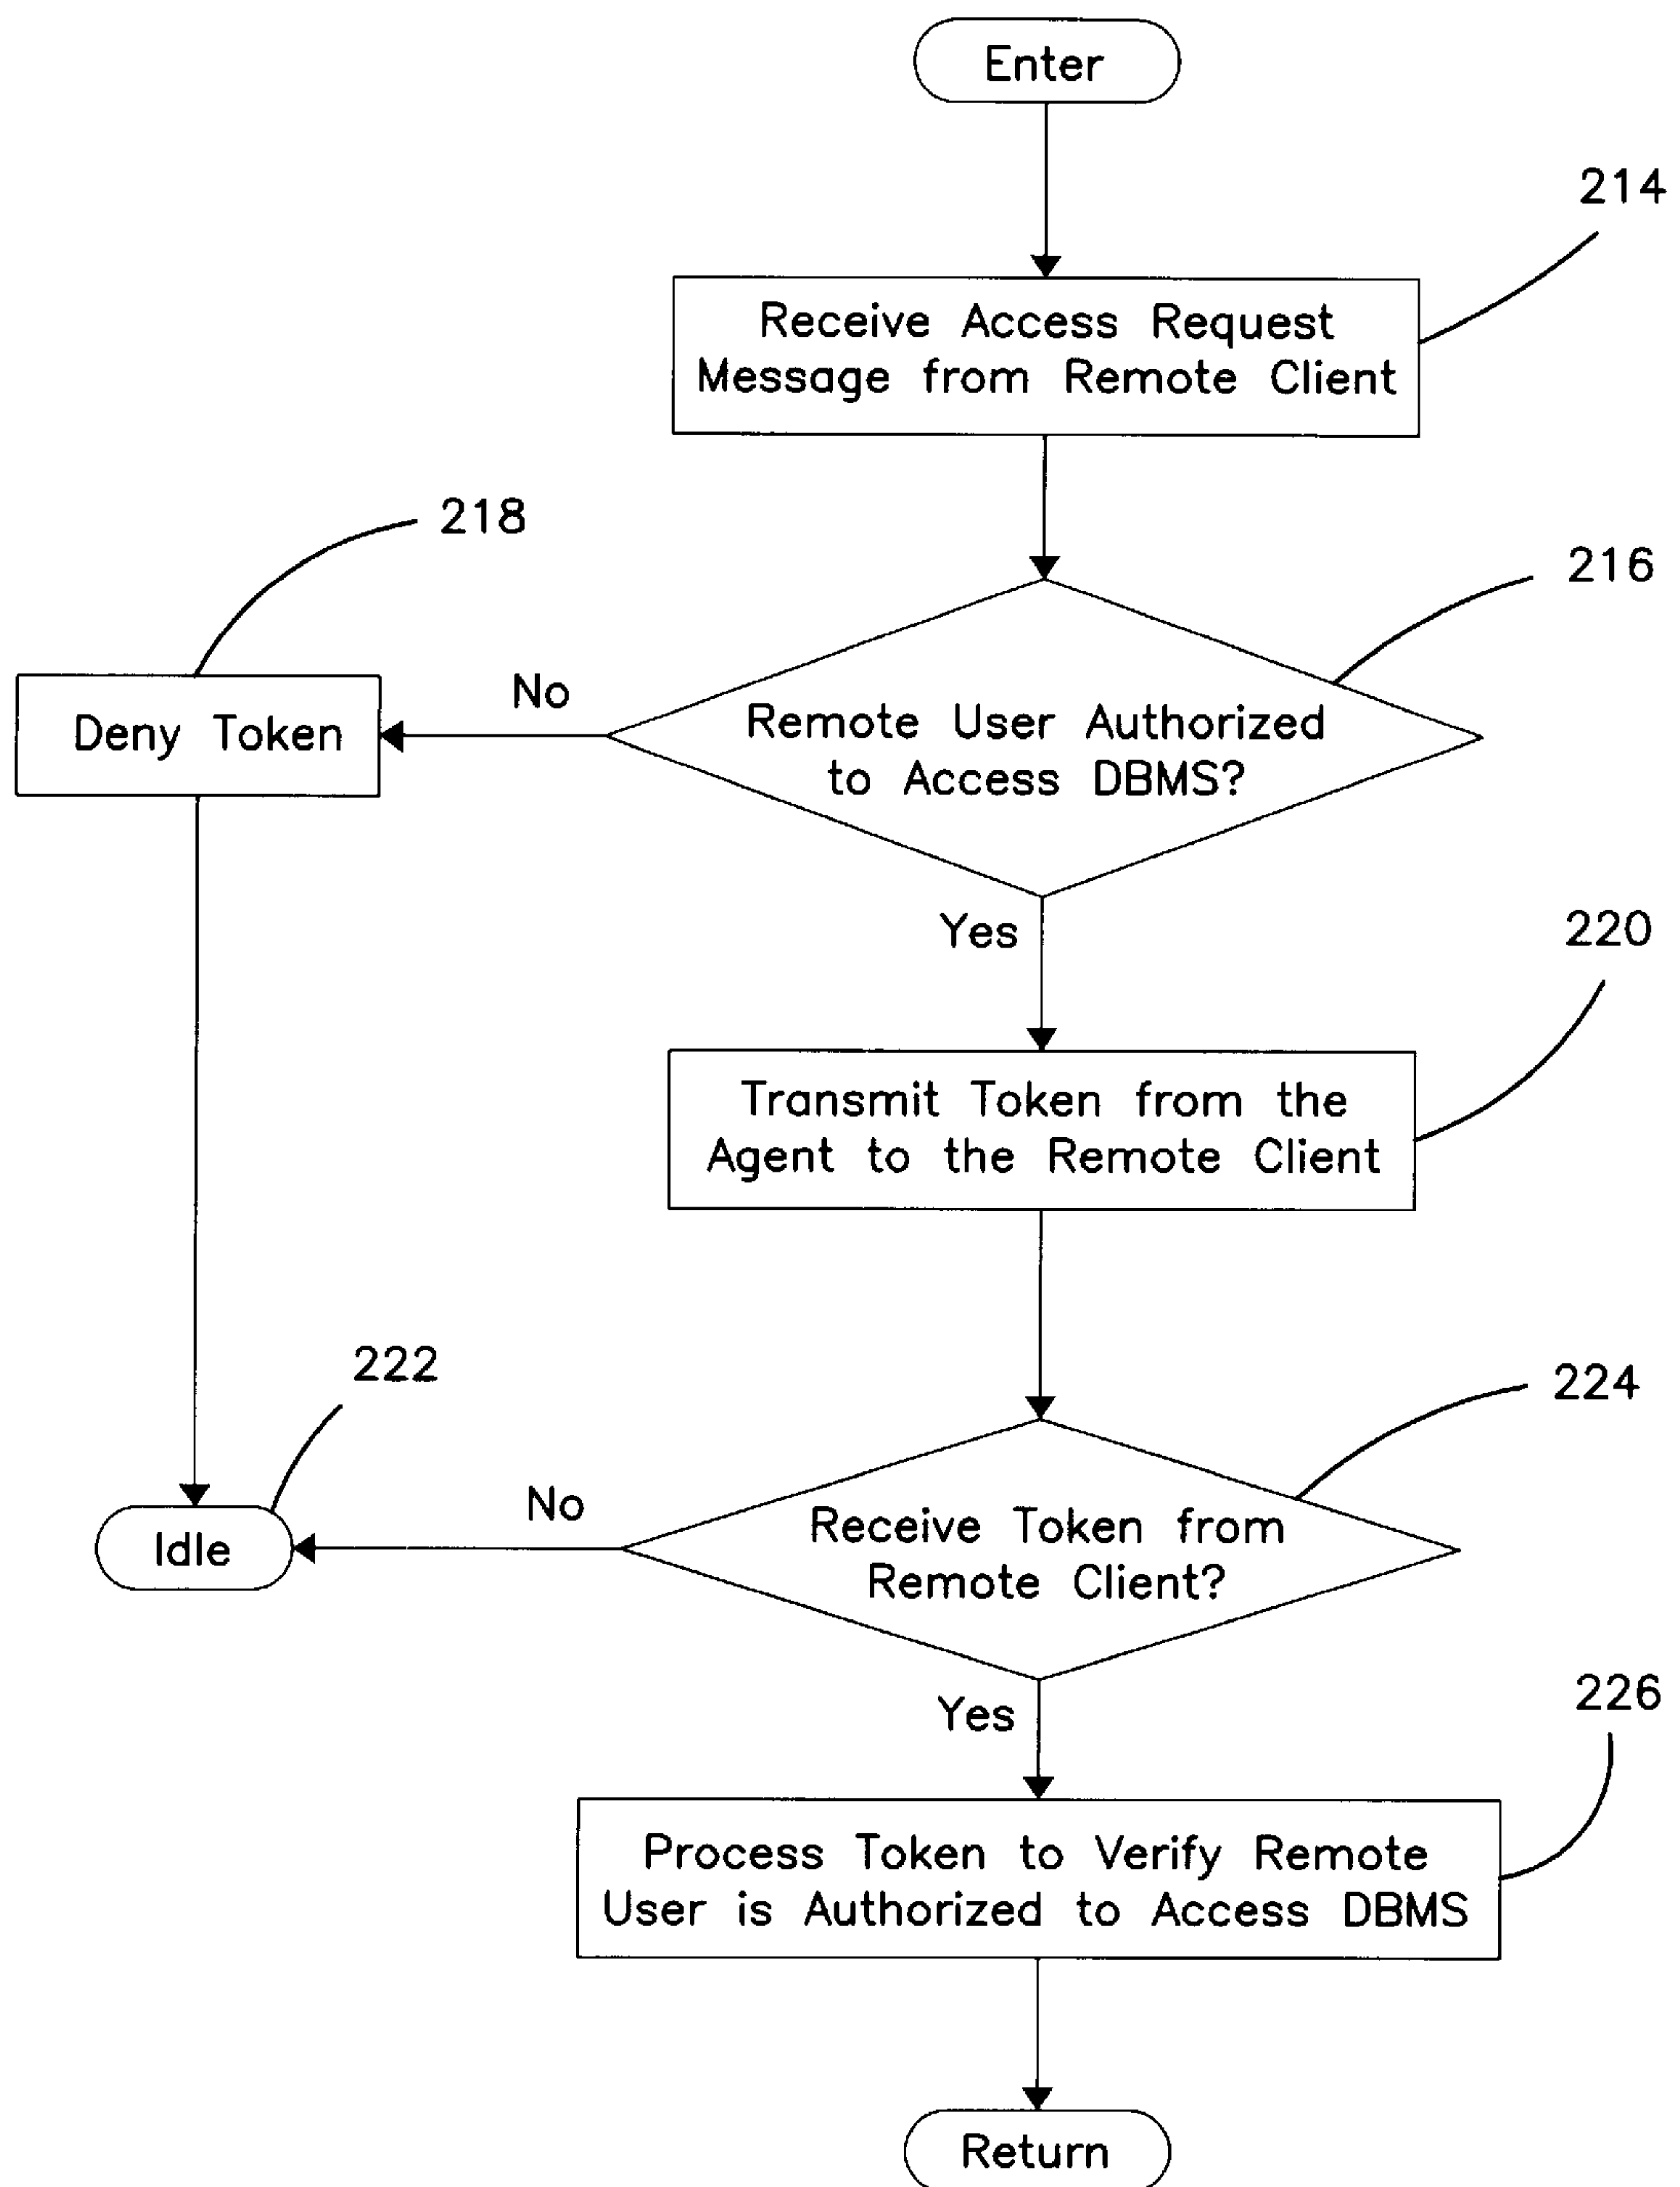 Enter
214
Receive Access Request
Message from Remote Client
218
216
No
Deny Token
Remote User Authorized
to Access DBMS?
Yes
220
Transmit Token from the
Agent to the Remote Client
222
224
No
Idle
Receive Token from
Remote Client?
Yes
226
Process Token to Verify Remote
User is Authorized to Access DBMS
Return